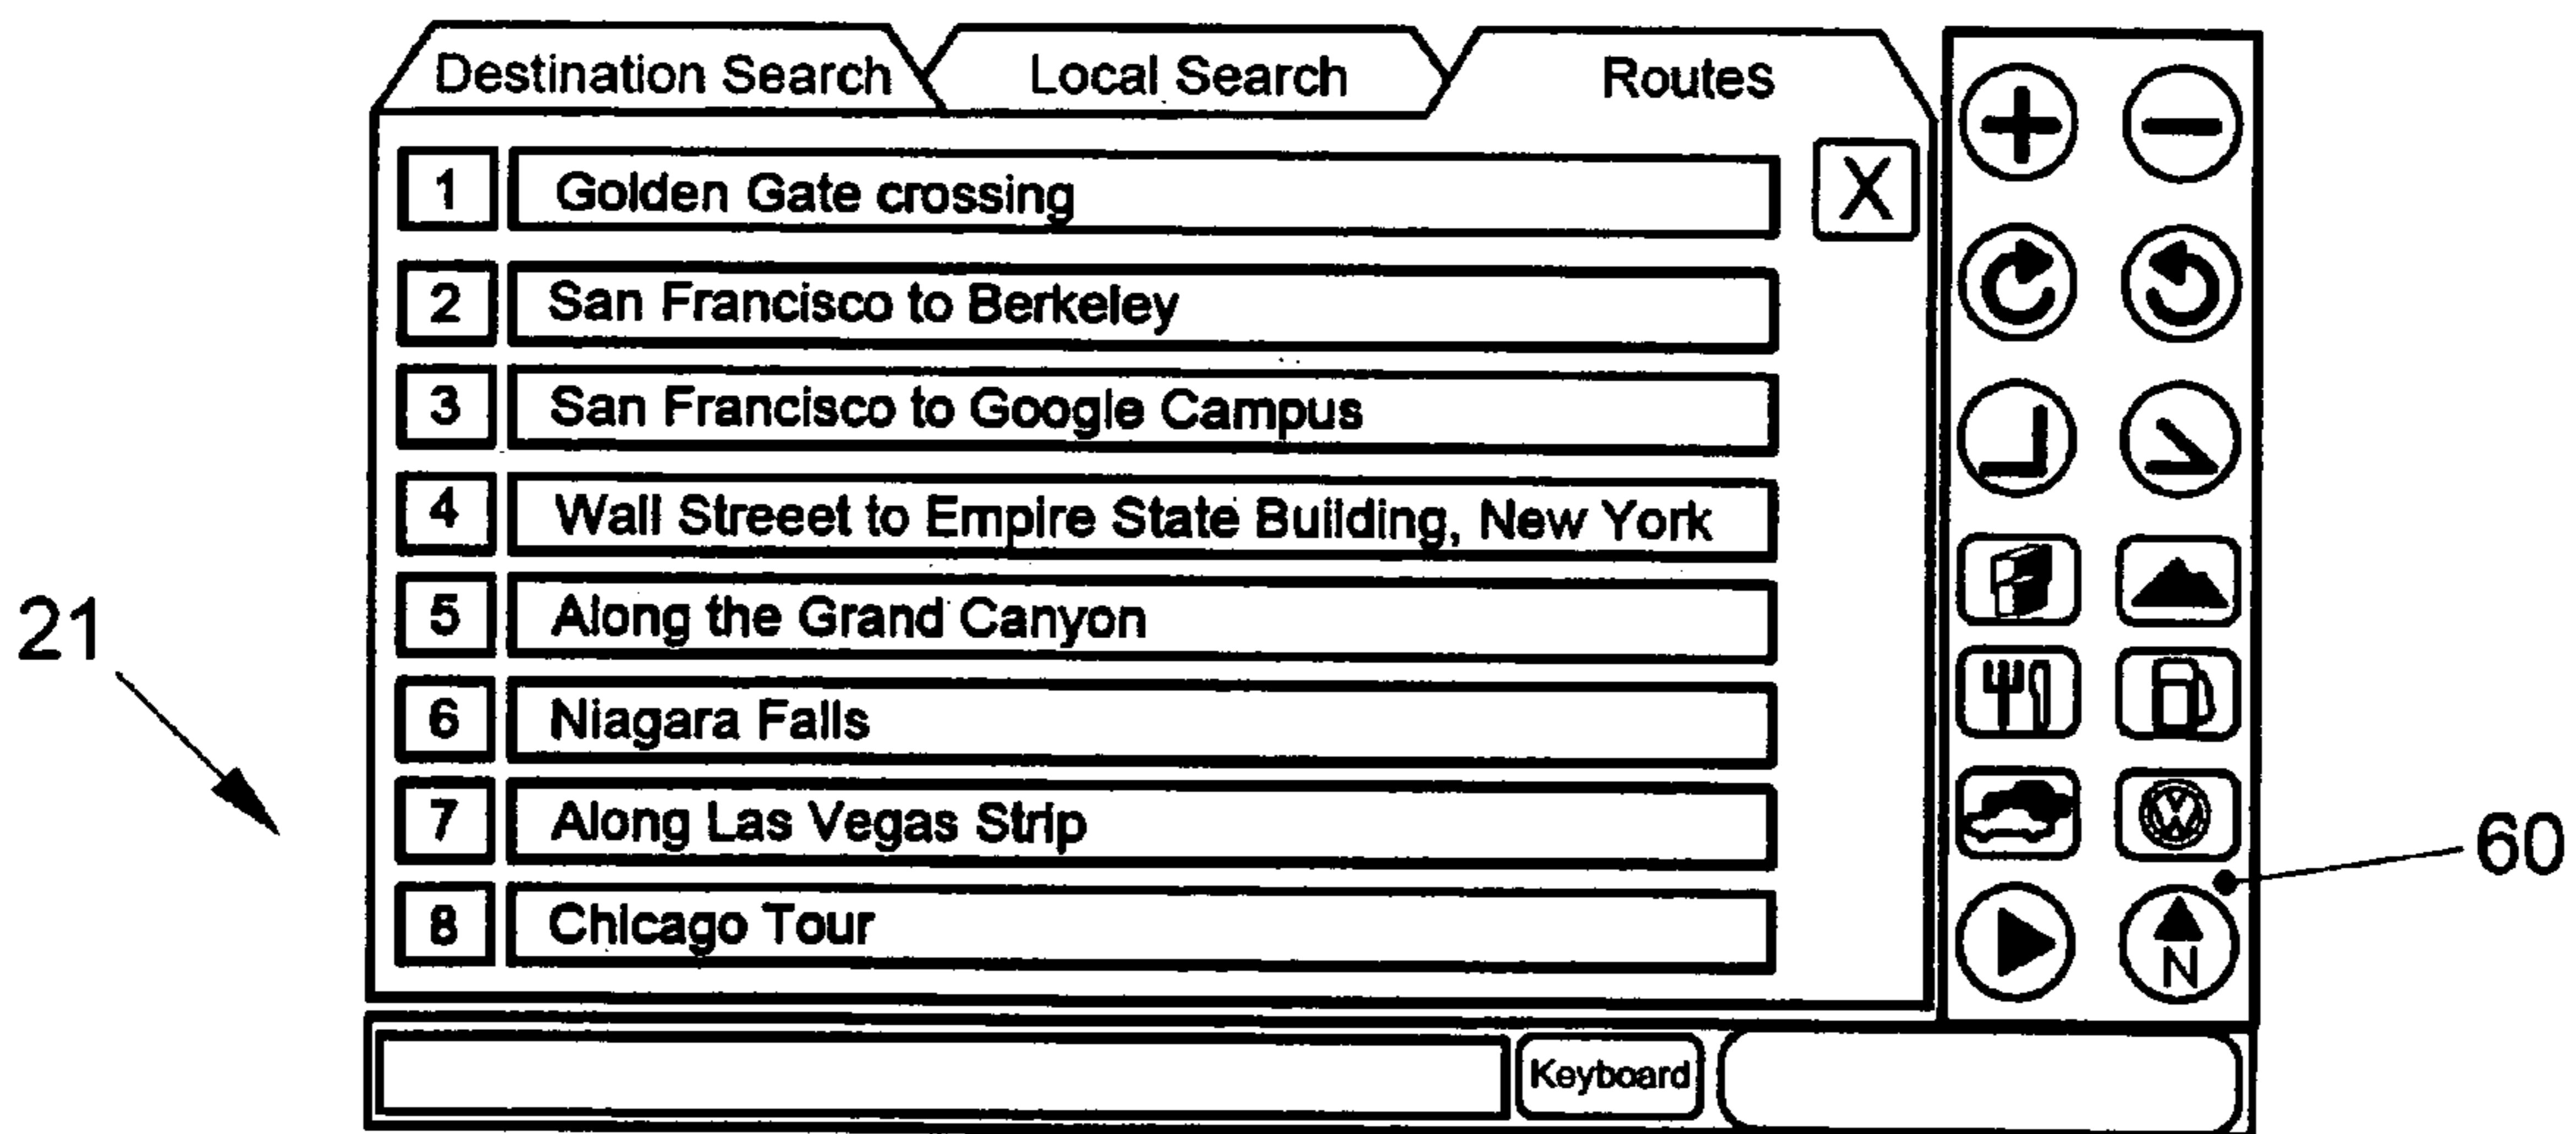 Destination Search Local Search Routes
1 Golden Gate crossing X
2 San Francisco to Berkeley
3 San Francisco to Google Campus
4 Wall Streeet to Empire State Building, New York
5 Along the Grand Canyon
21
6 Niagara Falls
7 Along Las Vegas Strip
VW
60
8 Chicago Tour
N
Keyboard